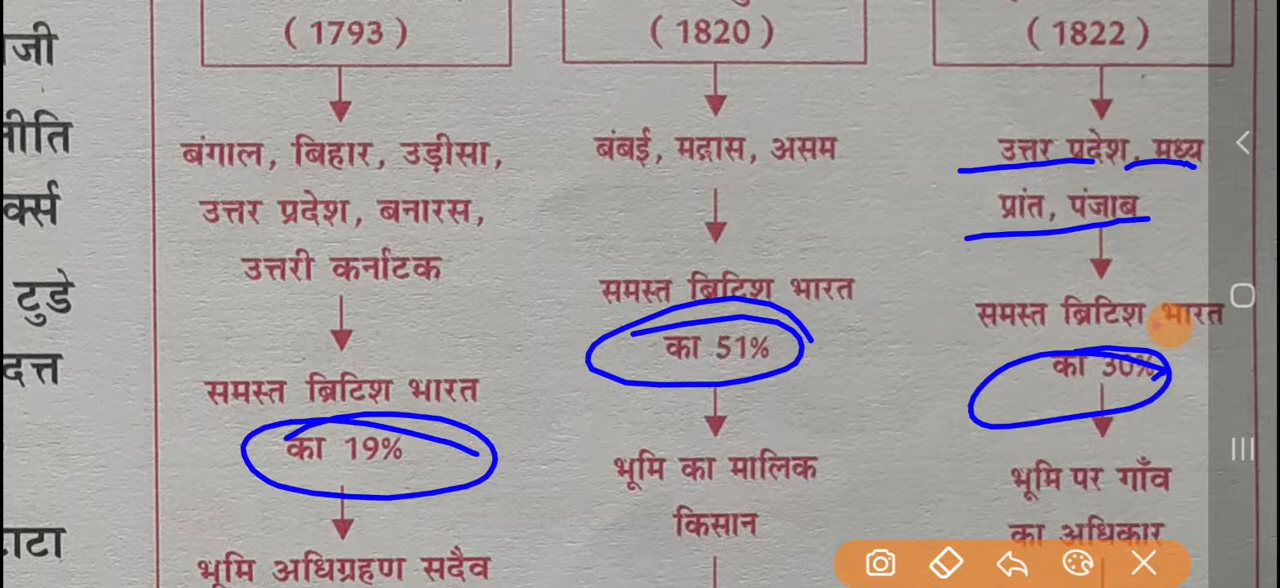 जी
नीति
र्क्स
टुडे
दत्त
टाटा
( 1793 )
बंगाल, बिहार, उड़ीसा,
उत्तर प्रदेश, बनारस,
उत्तरी कर्नाटक
समस्त ब्रिटिश भारत
का 19%
भूमि अधिग्रहण सदैव
( 1820 )
बंबई, मद्रास, असम
समस्त ब्रिटिश भारत
का 51%
भूमि का मालिक
किसान
( 1822 )
उत्तर प्रदेश, मध्य
प्रांत, पंजाब
समस्त ब्रिटिश भारत
का 30%
भूमि पर गाँव
का अधिकार